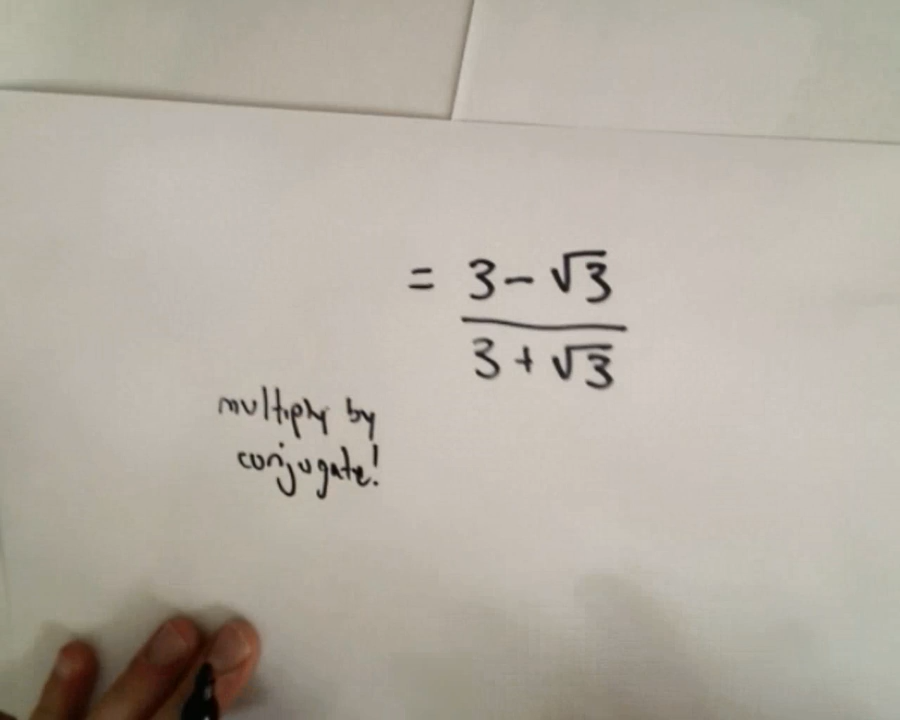 = 3 - √3
3 + √3
multiply by
conjugate!